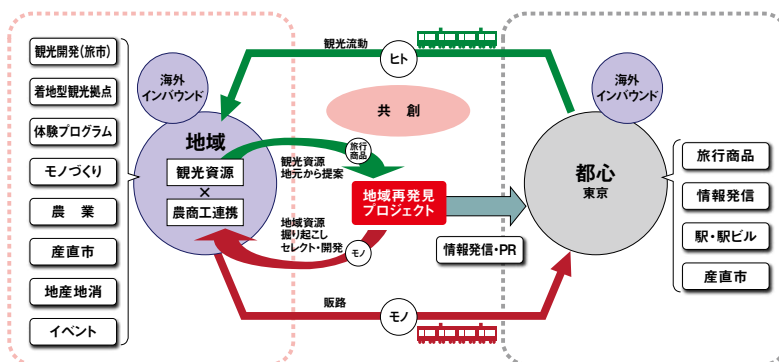 観光開発(旅市)
着地型観光拠点
体験プログラム
モノづくり
農 業
産直市
地産地消
イベント
海外
インバウンド
地域
観光資源
×
農商工連携
観光流動
ヒト
共 創
旅行
商品
観光資源
地元から提案
地域再発見
プロジェクト
地域資源
掘り起こし
セレクト・開発
モノ
情報発信・PR
販路
モノ
海外
インバウンド
都心
東京
旅行商品
情報発信
駅・駅ビル
産直市